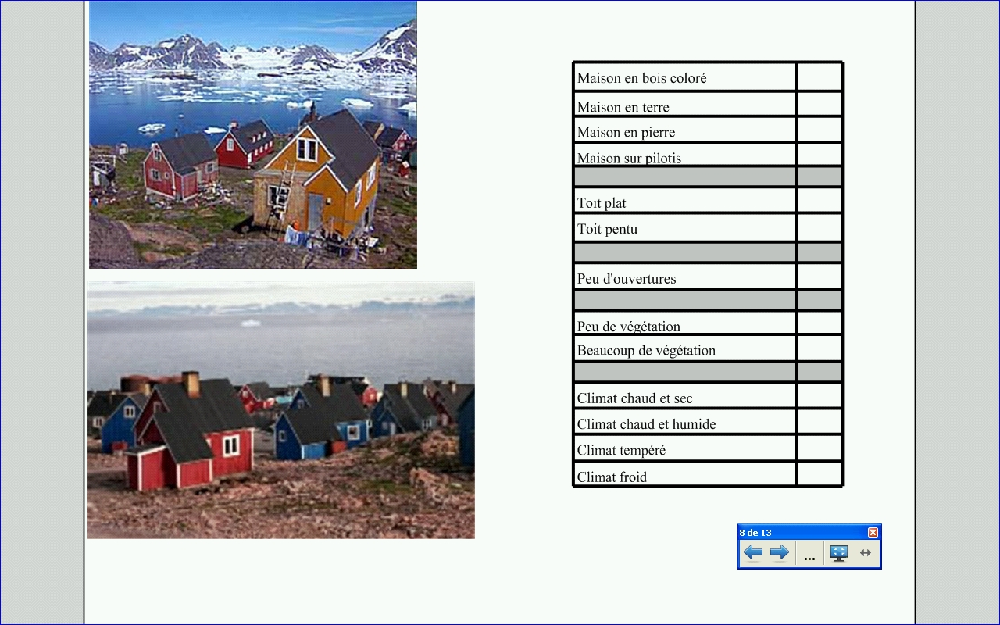 Maison en bois coloré
Maison en terre
Maison en pierre
Maison sur pilotis
Toit plat
Toit pentu
Peu d'ouvertures
Peu de végétation
Beaucoup de végétation
Climat chaud et sec
Climat chaud et humide
Climat tempéré
Climat froid
8 de 13
...